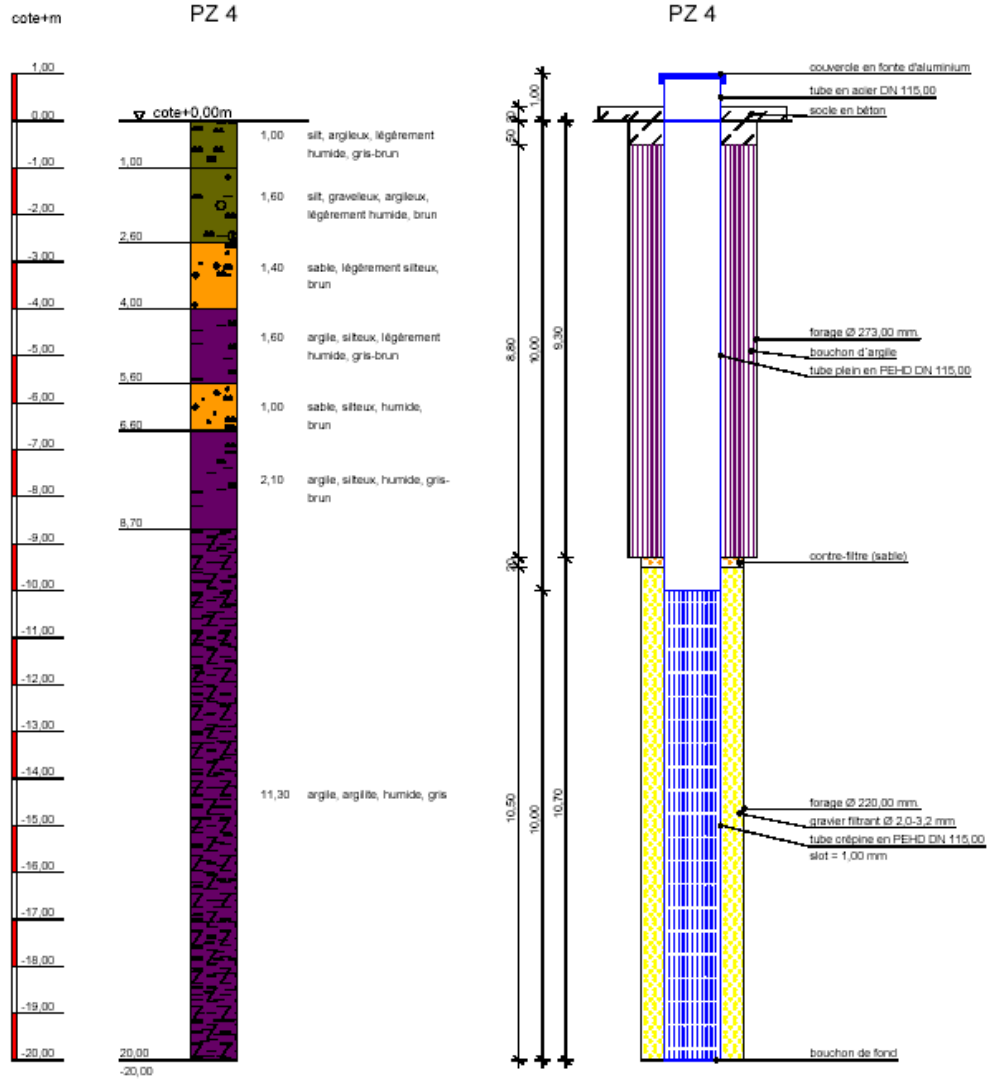 cote+m
PZ 4
PZ 4
1,00
0.00
-1,00
-2,00
-3,00
-4,00
-5,00
-6,00
-7,00
-8,00
-9,00
-10,00
-11,00
-12,00
-13,00
-14,00
-15,00
-16,00
-17,00
-18,00
-19,00
-20,00
cote+0,00m
1,00
2,60
4,00
5,60
6,60
8,70
20,00
-20,00
1,00 silt, argileux, légèrement
humide, gris-brun
1,60 silt, graveleux, argileux,
légèrement humide, brun
1,40 sable, légèrement silteux,
brun
1,60 argile, silteux, légèrement
humide, gris-brun
1,00 sable, silteux, humide,
brun
2,10 argile, silteux, humide, gris-
brun
11,30 argile, argilite, humide, gris
1,00
50
8,80
10,00
9,30
20
10,50
10,00
10,70
couvercle en fonte d'aluminium
tube en acier DN 115,00
socle en béton
forage Ø 273,00 mm
bouchon d'argile
tube plein en PEHD DN 115,00
contre-filtre (sable)
forage Ø 220,00 mm
gravier filtrant Ø 2,0-3,2 mm
tube crépine en PEHD DN 115,00
slot = 1,00 mm
bouchon de fond